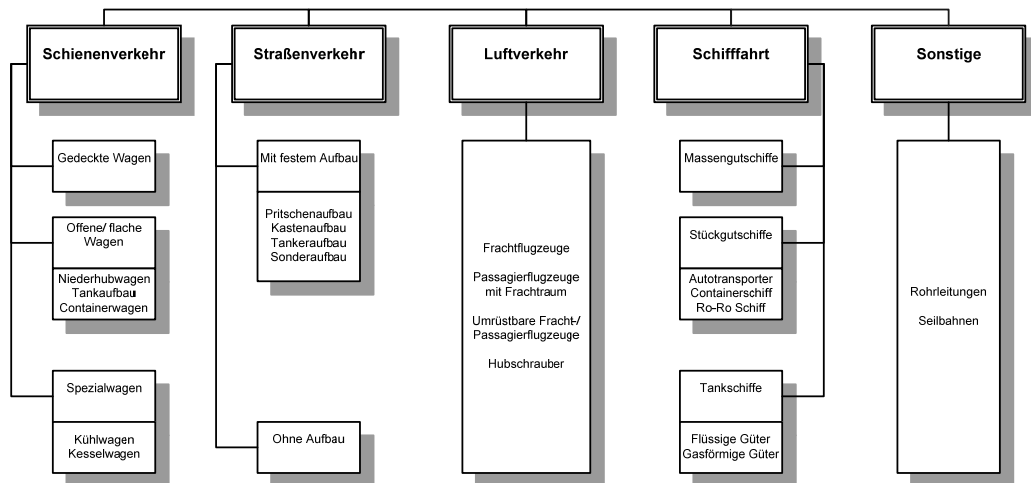 Schienenverkehr
Straßenverkehr
Luftverkehr
Schifffahrt
Sonstige
Gedeckte Wagen
Offene/ flache
Wagen
Niederhubwagen
Tankaufbau
Containerwagen
Spezialwagen
Kühlwagen
Kesselwagen
Mit festem Aufbau
Pritschenaufbau
Kastenaufbau
Tankeraufbau
Sonderaufbau
Ohne Aufbau
Frachtflugzeuge
Passagierflugzeuge
mit Frachtraum
Umrüstbare Fracht-/
Passagierflugzeuge
Hubschrauber
Massengutschiffe
Stückgutschiffe
Autotransporter
Containerschiff
Ro-Ro Schiff
Tankschiffe
Flüssige Güter
Gasförmige Güter
Rohrleitungen
Seilbahnen